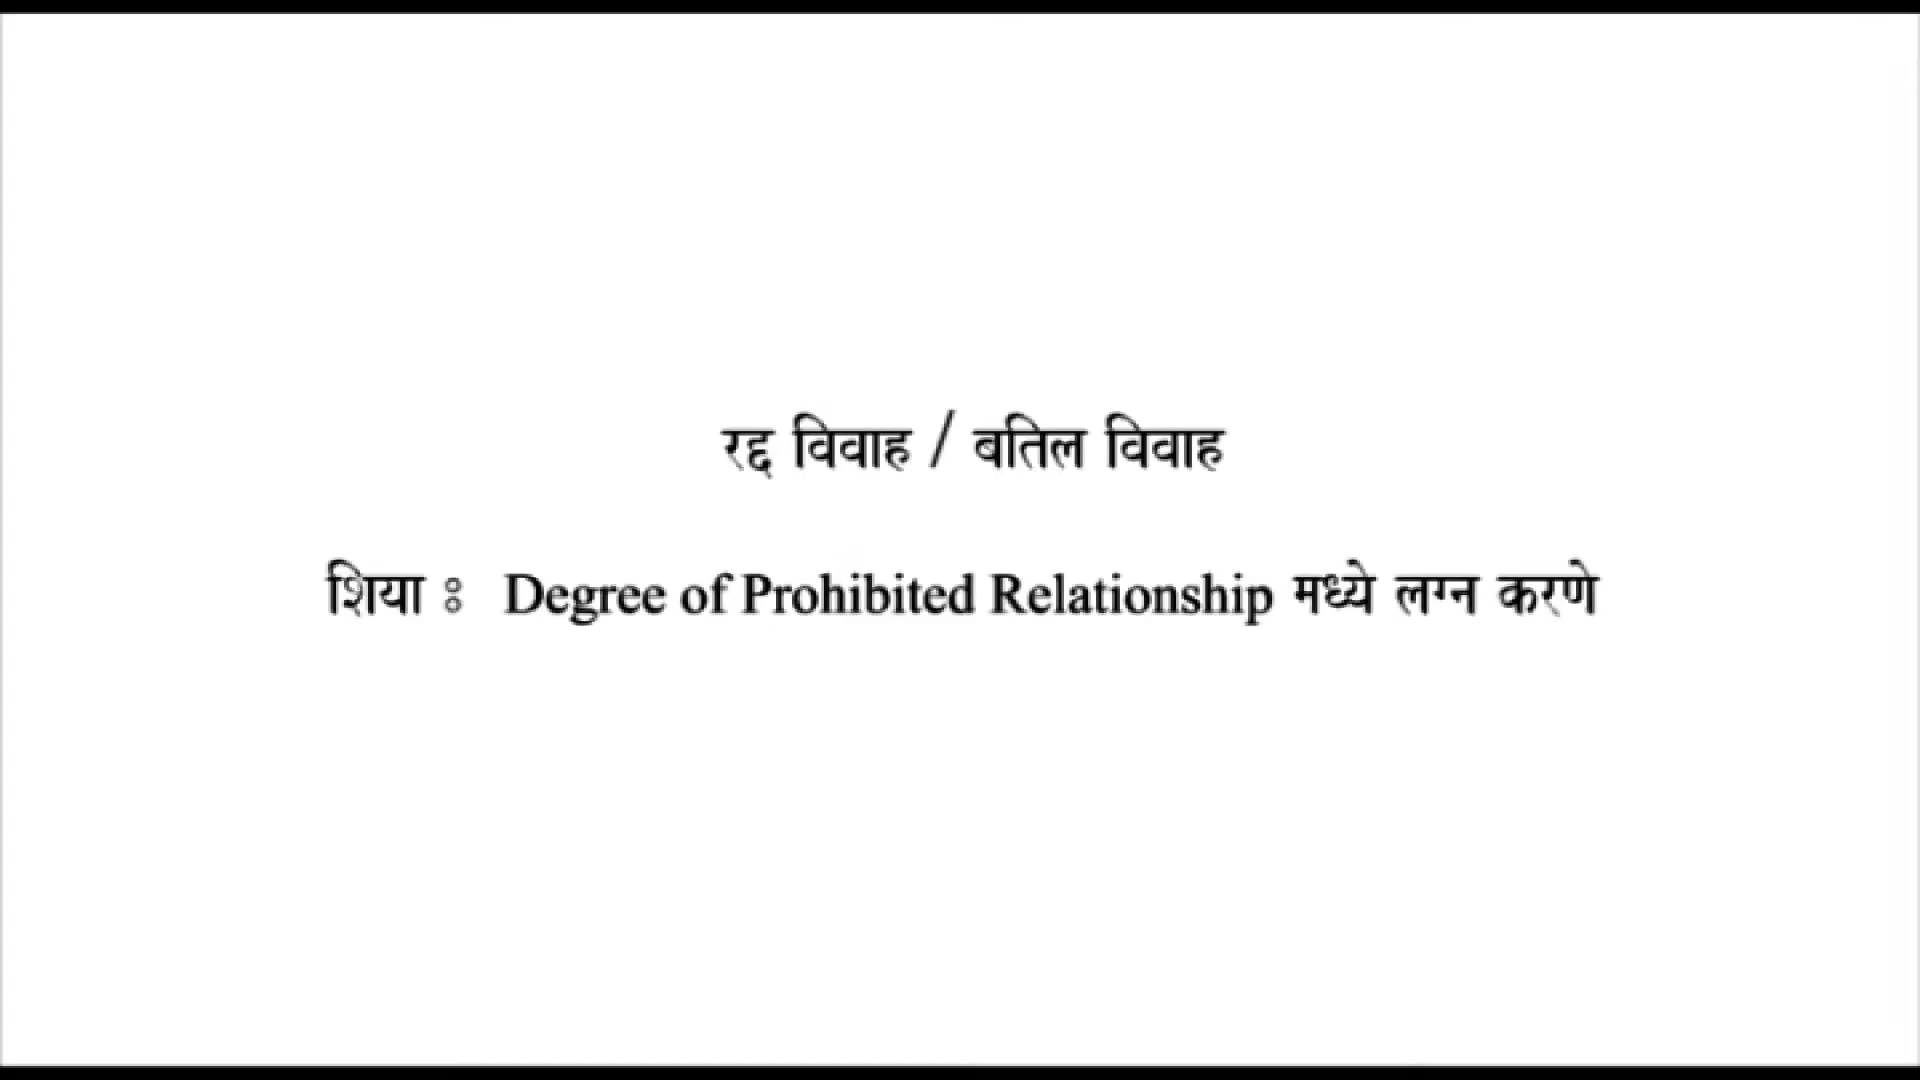 रद्द विवाह / बतिल विवाह
शिया ः Degree of Prohibited Relationship मध्ये लग्न करणे